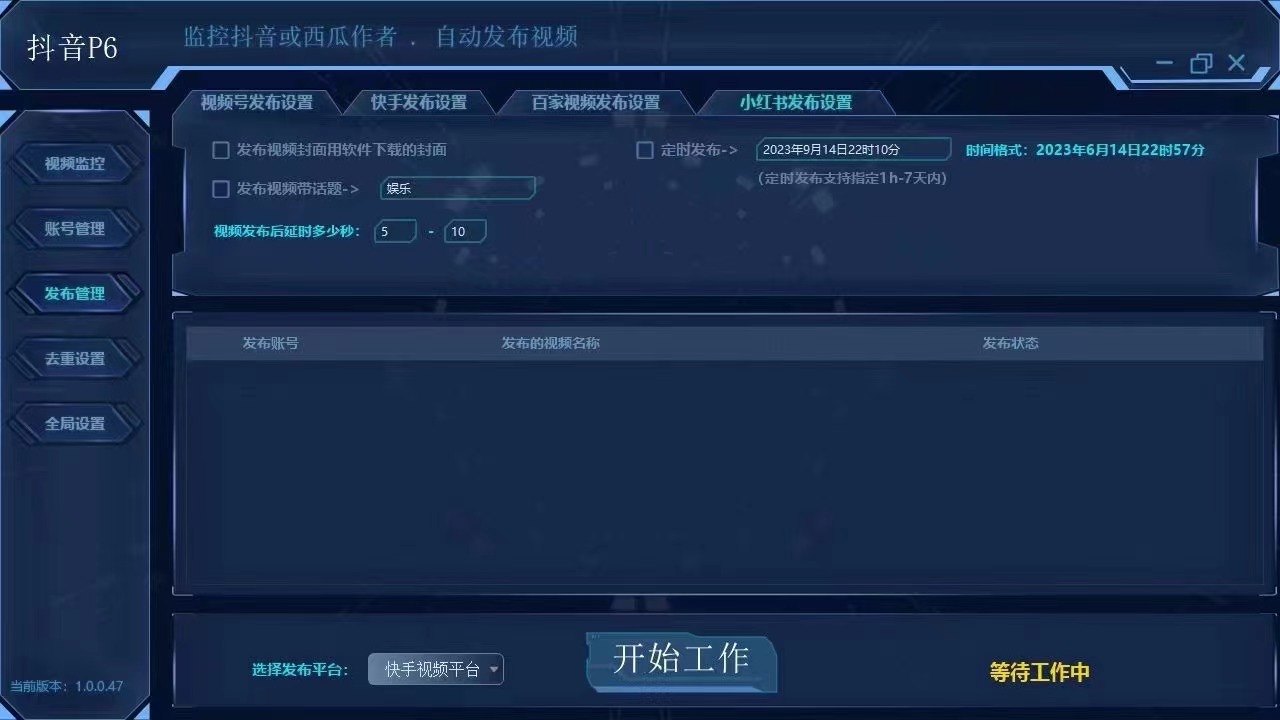 抖音P6
监控抖音或西瓜作者 . 自动发布视频
视频号发布设置 快手发布设置 百家视频发布设置 小红书发布设置
视频监控
账号管理
发布管理
去重设置
全局设置
当前版本：1.0.0.47
发布视频封面用软件下载的封面
定时发布-> 2023年9月14日22时10分 时间格式：2023年6月14日22时57分
(定时发布支持指定1h-7天内)
发布视频带话题-> 娱乐
视频发布后延时多少秒： 5 - 10
发布账号 发布的视频名称 发布状态
选择发布平台： 快手视频平台
开始工作
等待工作中